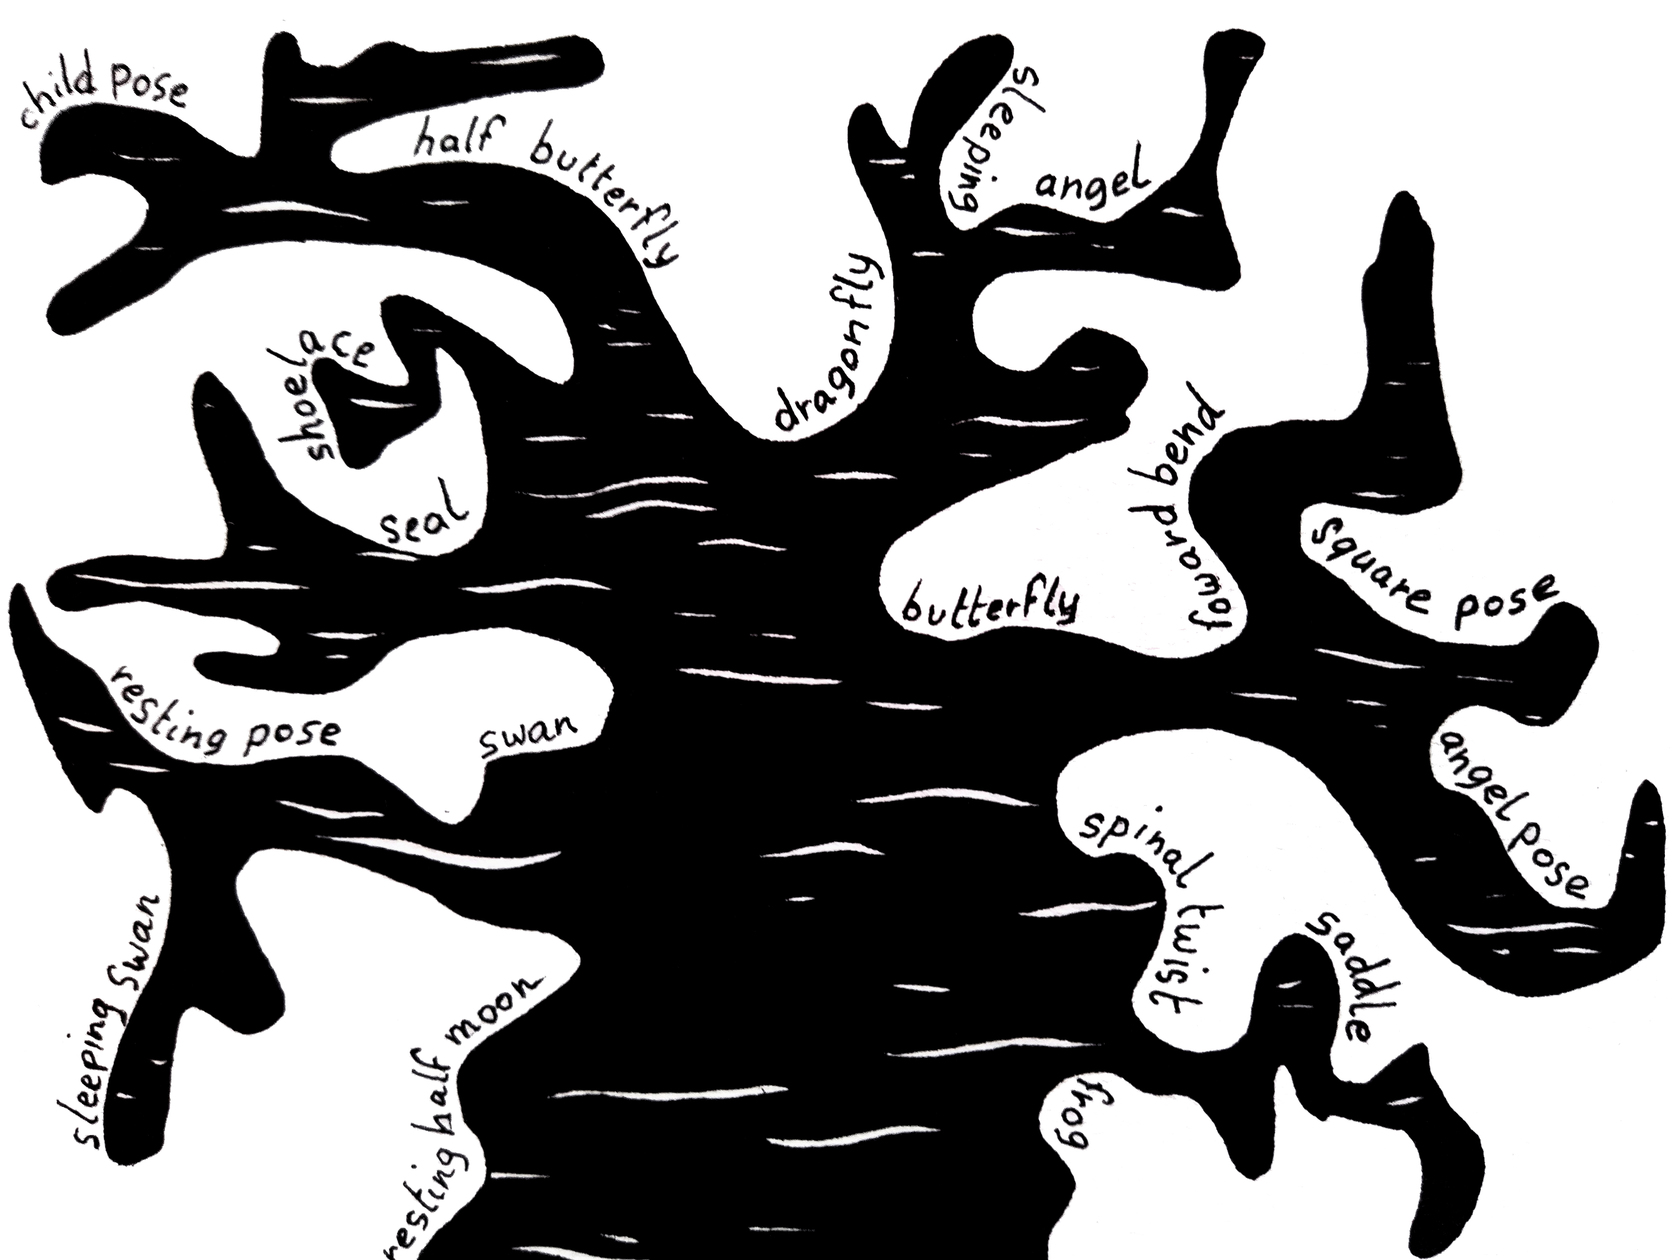 child pose
half butterfly
sleeping
angel
dragonfly
shoelace
seal
forward bend
butterfly
square pose
resting pose
swan
angel pose
spinal twist
saddle
sleeping swan
resting half moon
frog